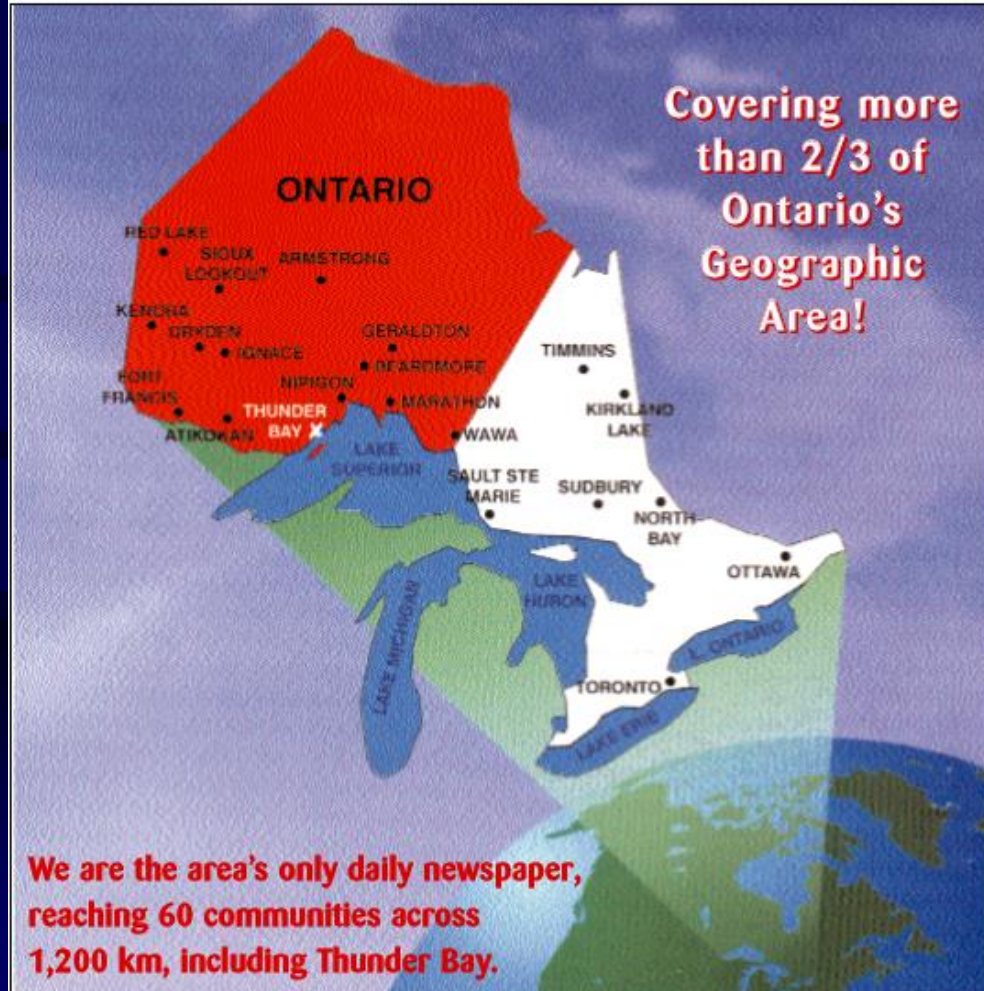 Covering more
than 2/3 of
Ontario's
Geographic
Area!
ONTARIO
RED LAKE
SIOUX
LOOKOUT
ARMSTRONG
KENORA
DRYDEN
IGNACE
GERALDTON
BEARDMORE
TIMMINS
FORT
FRANCIS
NIPIGON
MARATHON
KIRKLAND
LAKE
THUNDER
BAY
ATIKOKAN
WAWA
LAKE
SUPERIOR
SAULT STE
MARIE
SUDBURY
NORTH
BAY
OTTAWA
LAKE
HURON
LAKE MICHIGAN
L. ONTARIO
TORONTO
LAKE ERIE
We are the area's only daily newspaper,
reaching 60 communities across
1,200 km, including Thunder Bay.